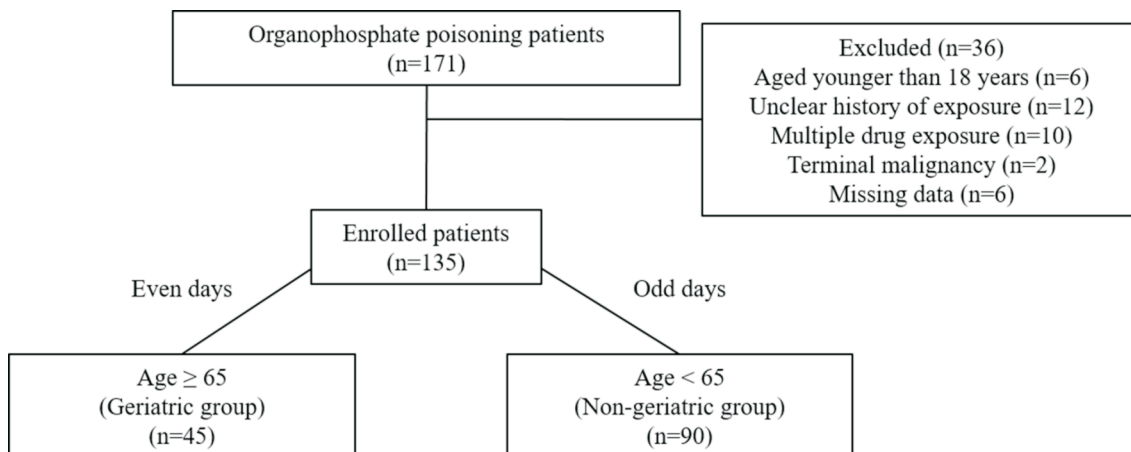 Organophosphate poisoning patients
(n=171)
Excluded (n=36)
Aged younger than 18 years (n=6)
Unclear history of exposure (n=12)
Multiple drug exposure (n=10)
Terminal malignancy (n=2)
Missing data (n=6)
Enrolled patients
(n=135)
Even days
Odd days
Age ≥ 65
(Geriatric group)
(n=45)
Age < 65
(Non-geriatric group)
(n=90)